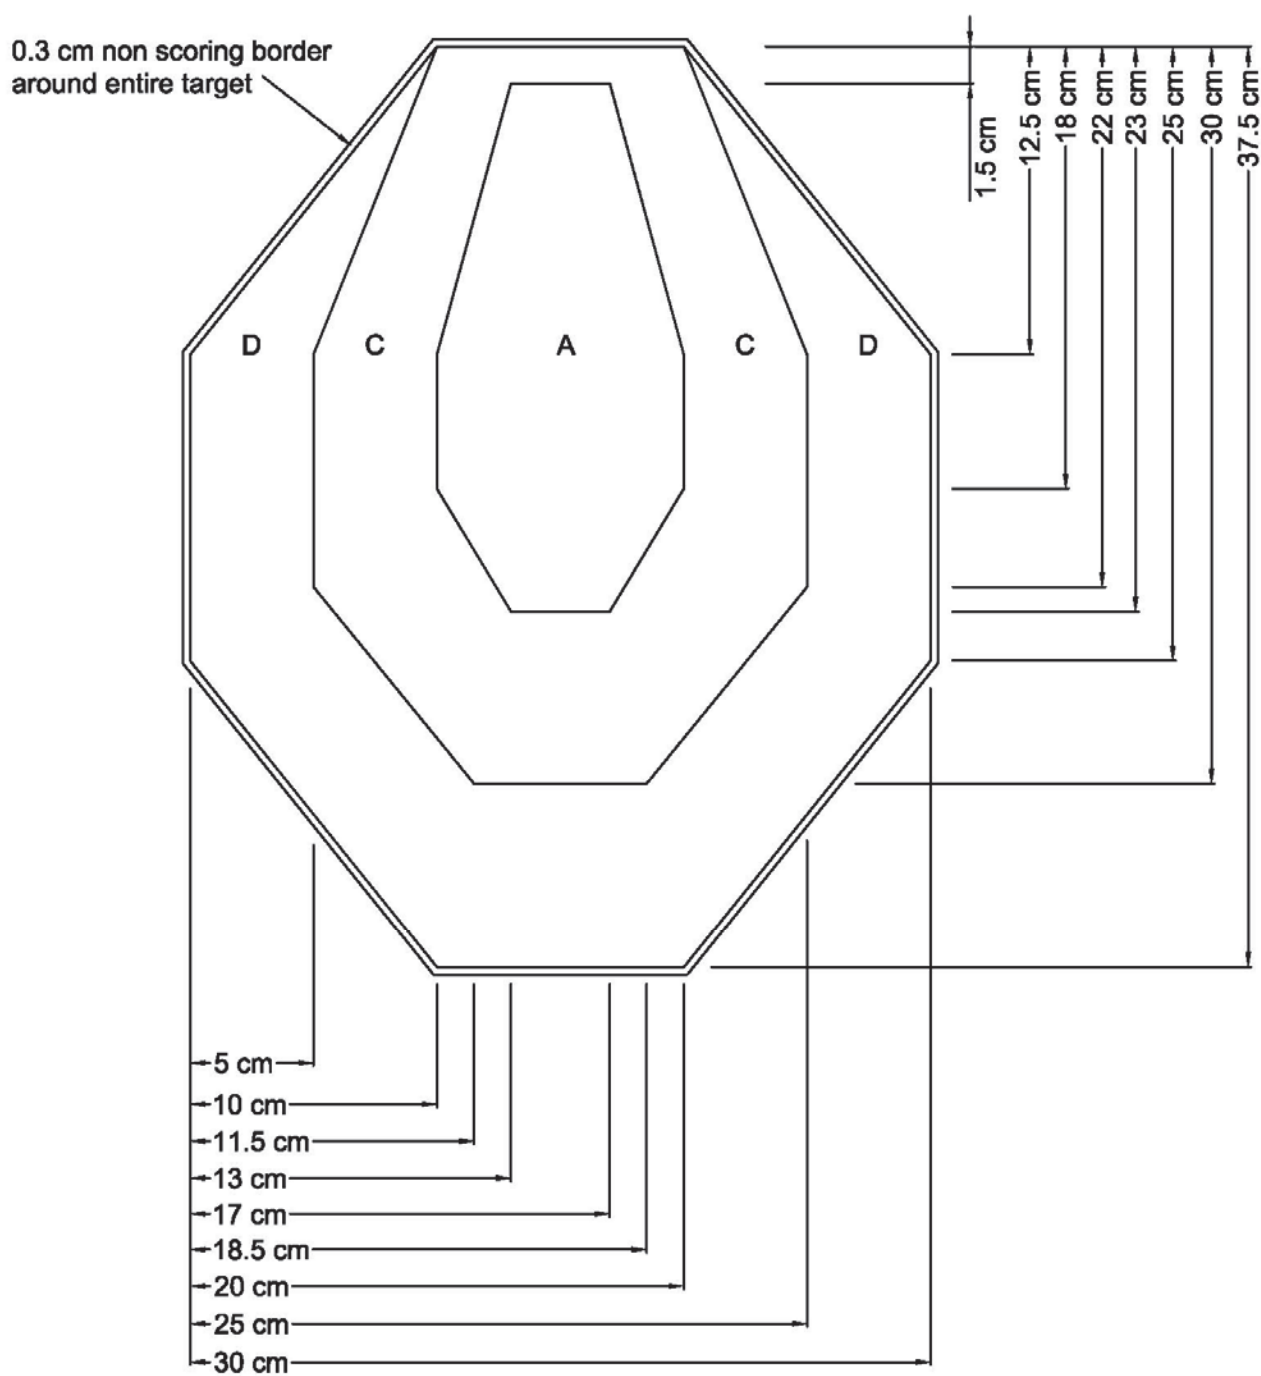 0.3 cm non scoring border
around entire target
1.5 cm
12.5 cm
18 cm
22 cm
23 cm
25 cm
30 cm
37.5 cm
D
C
A
C
D
5 cm
10 cm
11.5 cm
13 cm
17 cm
18.5 cm
20 cm
25 cm
30 cm